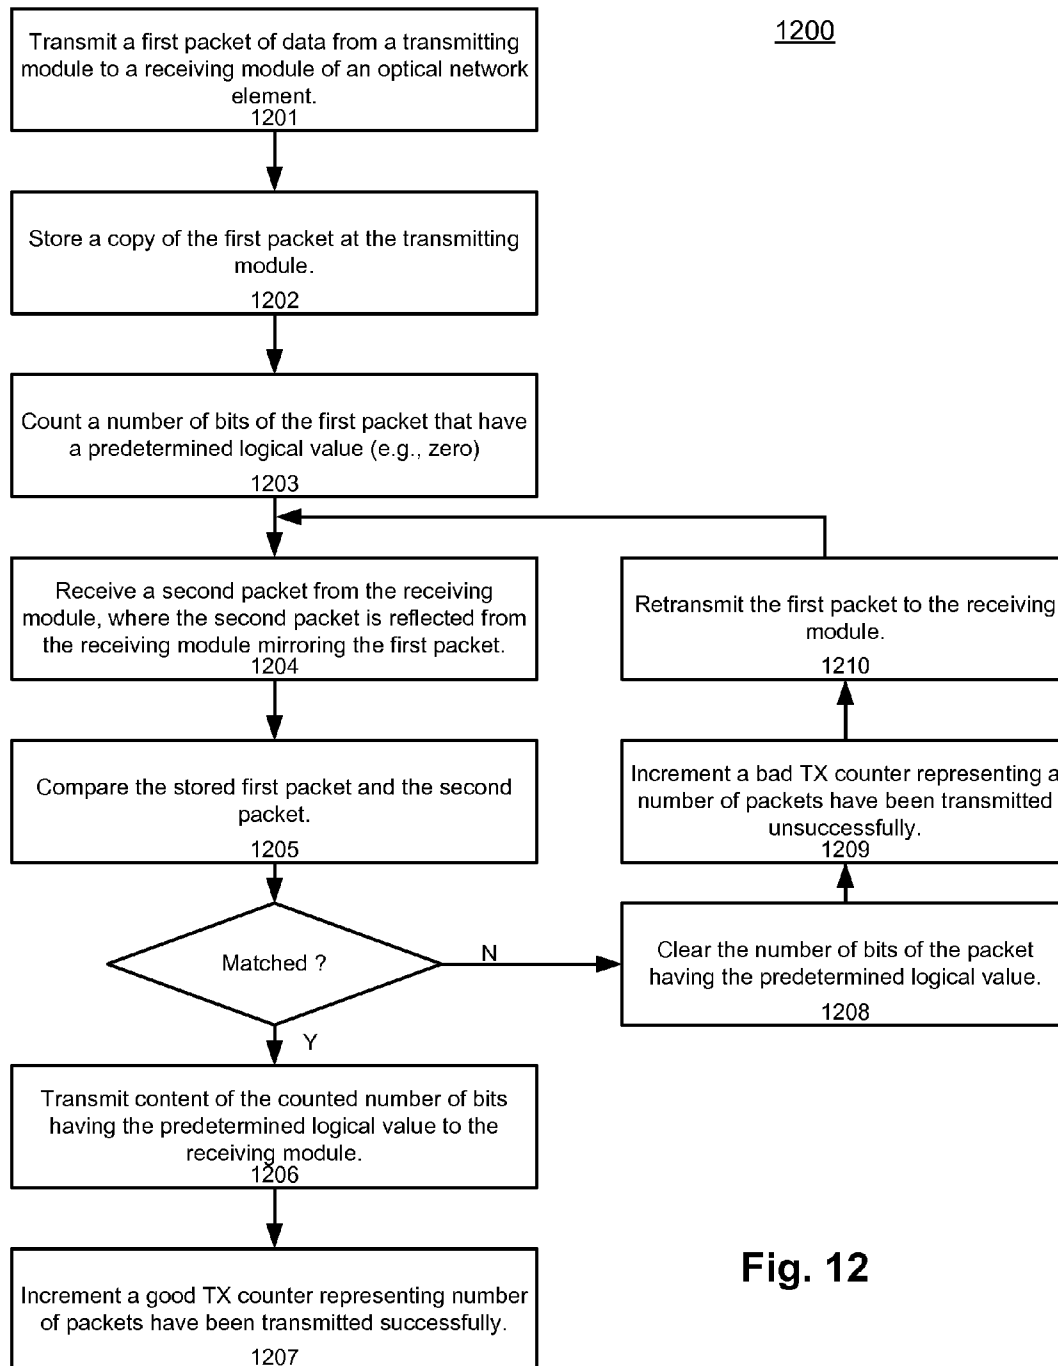 1200
Transmit a first packet of data from a transmitting
module to a receiving module of an optical network
element.
1201
Store a copy of the first packet at the transmitting
module.
1202
Count a number of bits of the first packet that have
a predetermined logical value (e.g., zero)
1203
Receive a second packet from the receiving
module, where the second packet is reflected from
the receiving module mirroring the first packet.
1204
Compare the stored first packet and the second
packet.
1205
Matched ?
N
Y
Transmit content of the counted number of bits
having the predetermined logical value to the
receiving module.
1206
Increment a good TX counter representing number
of packets have been transmitted successfully.
1207
Retransmit the first packet to the receiving
module.
1210
Increment a bad TX counter representing a
number of packets have been transmitted
unsuccessfully.
1209
Clear the number of bits of the packet
having the predetermined logical value.
1208
Fig. 12